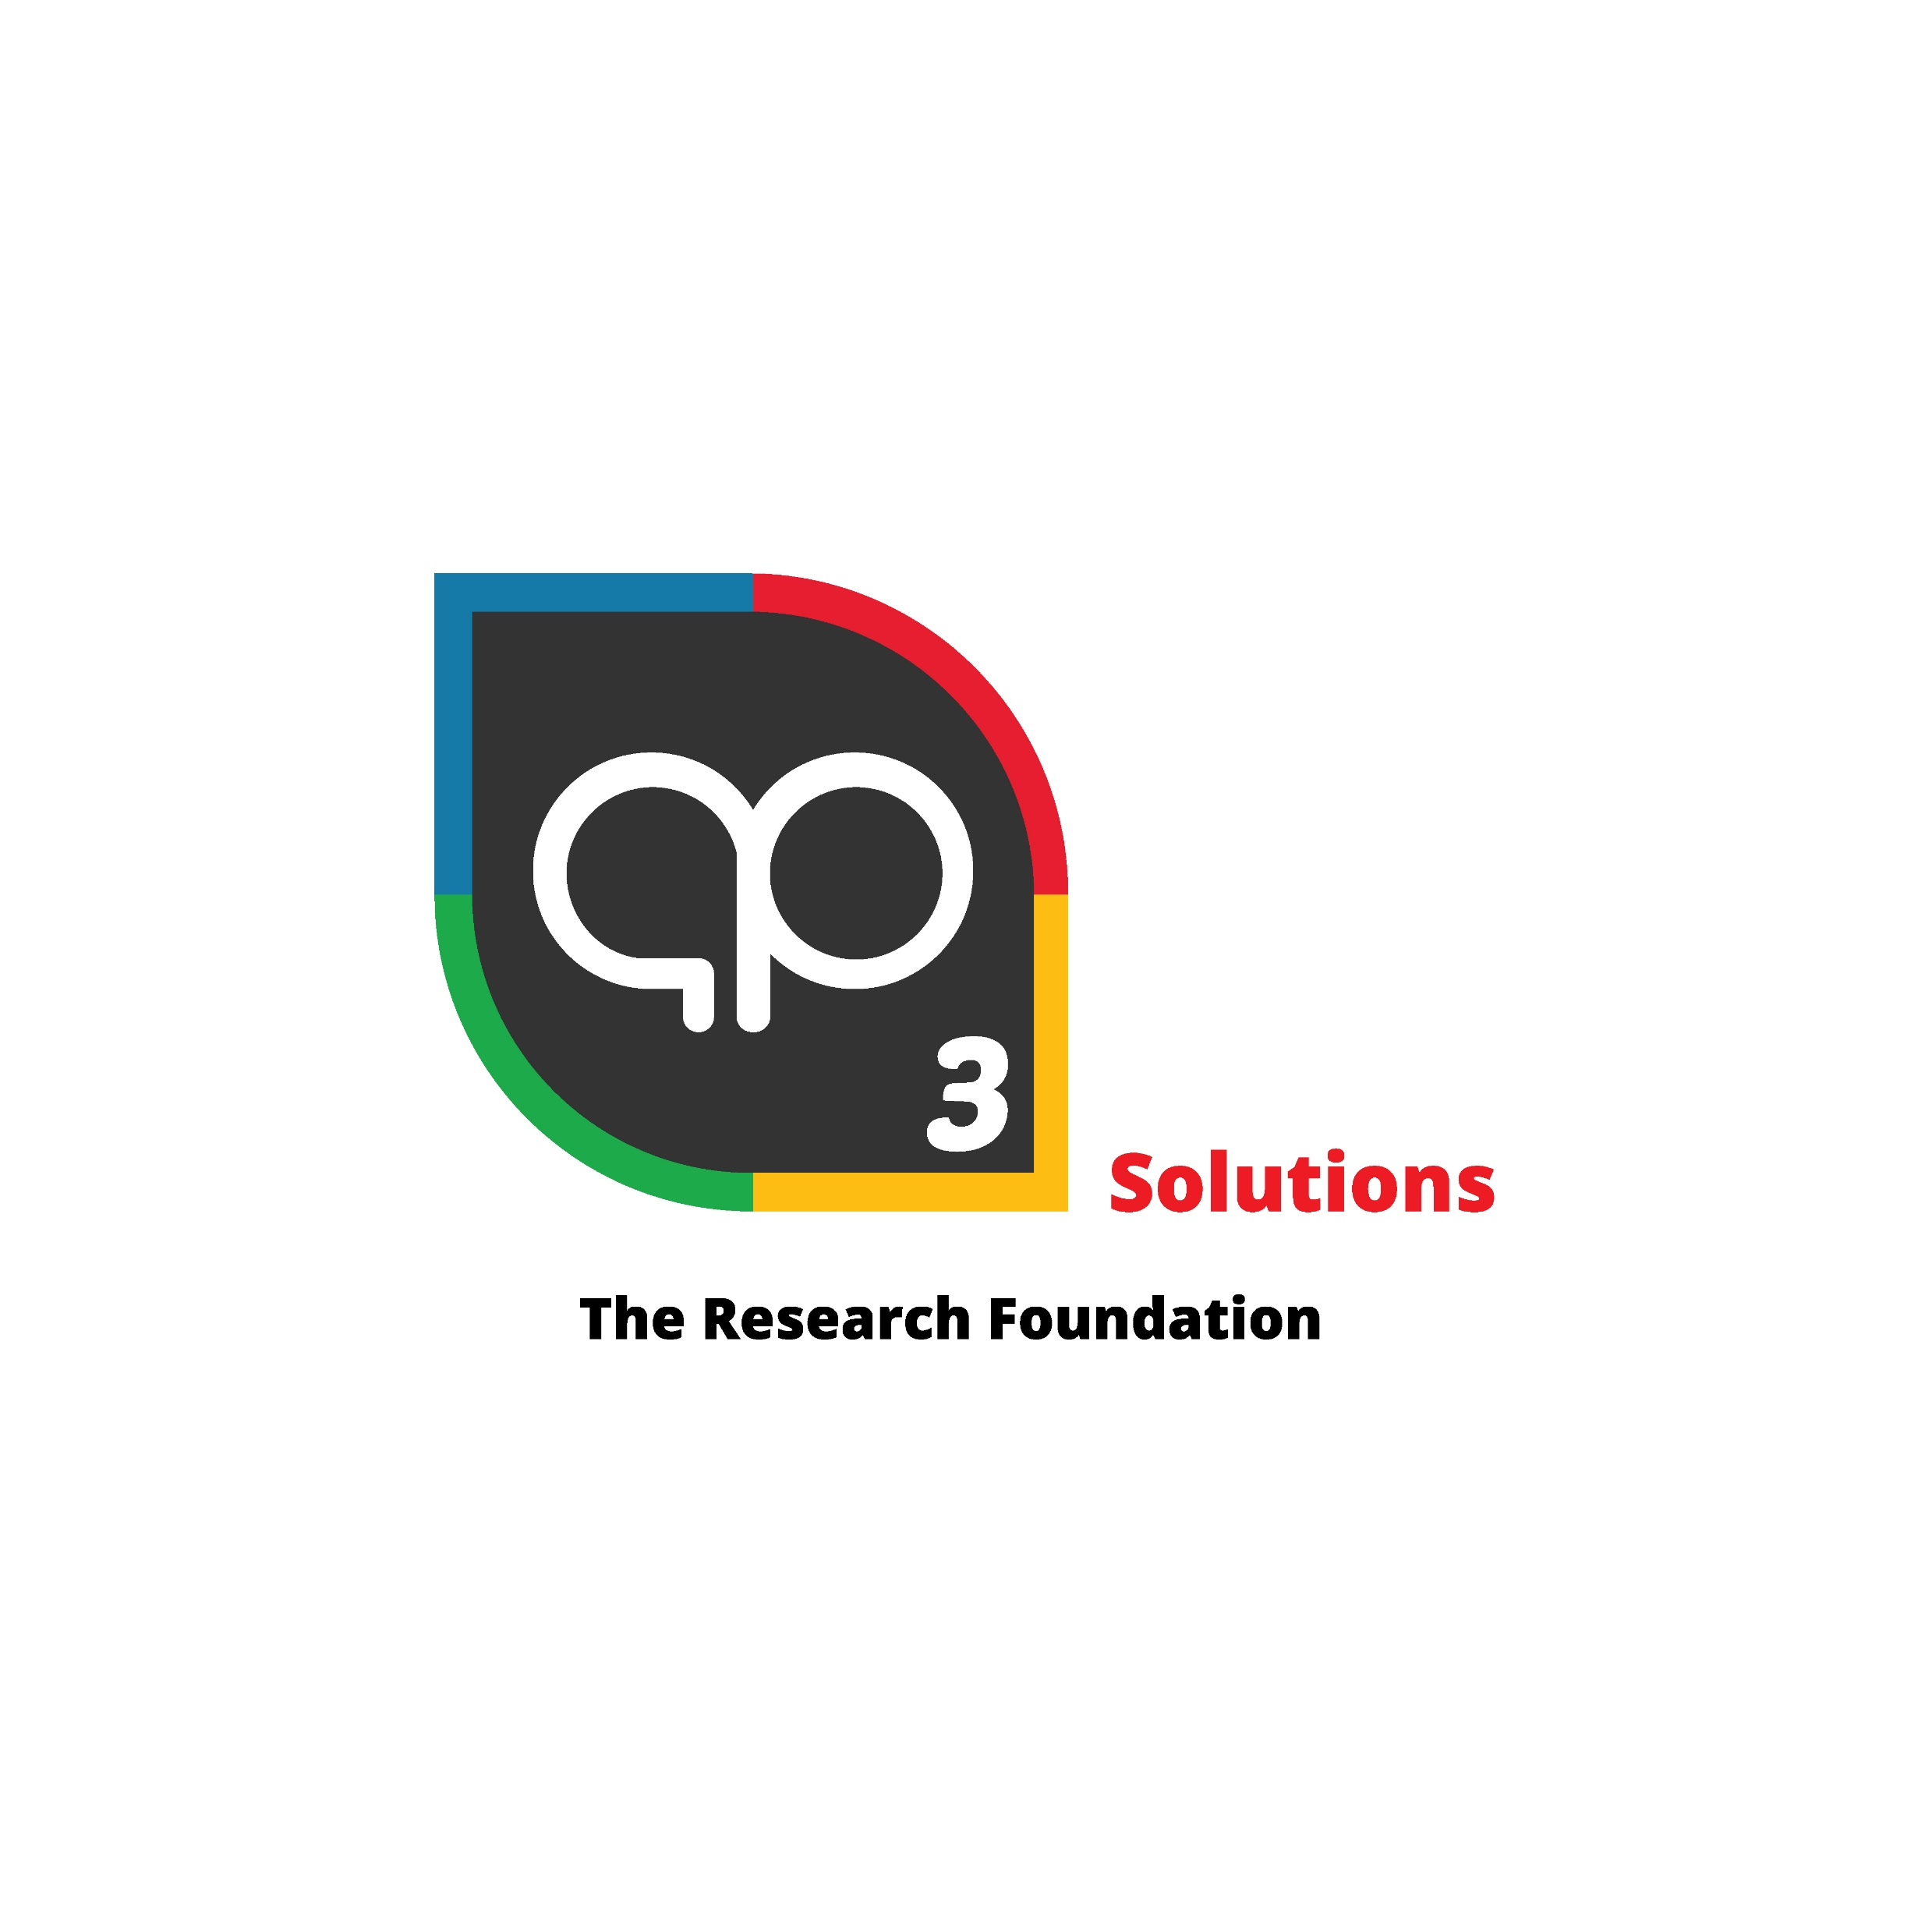 qp
3
Solutions
The Research Foundation